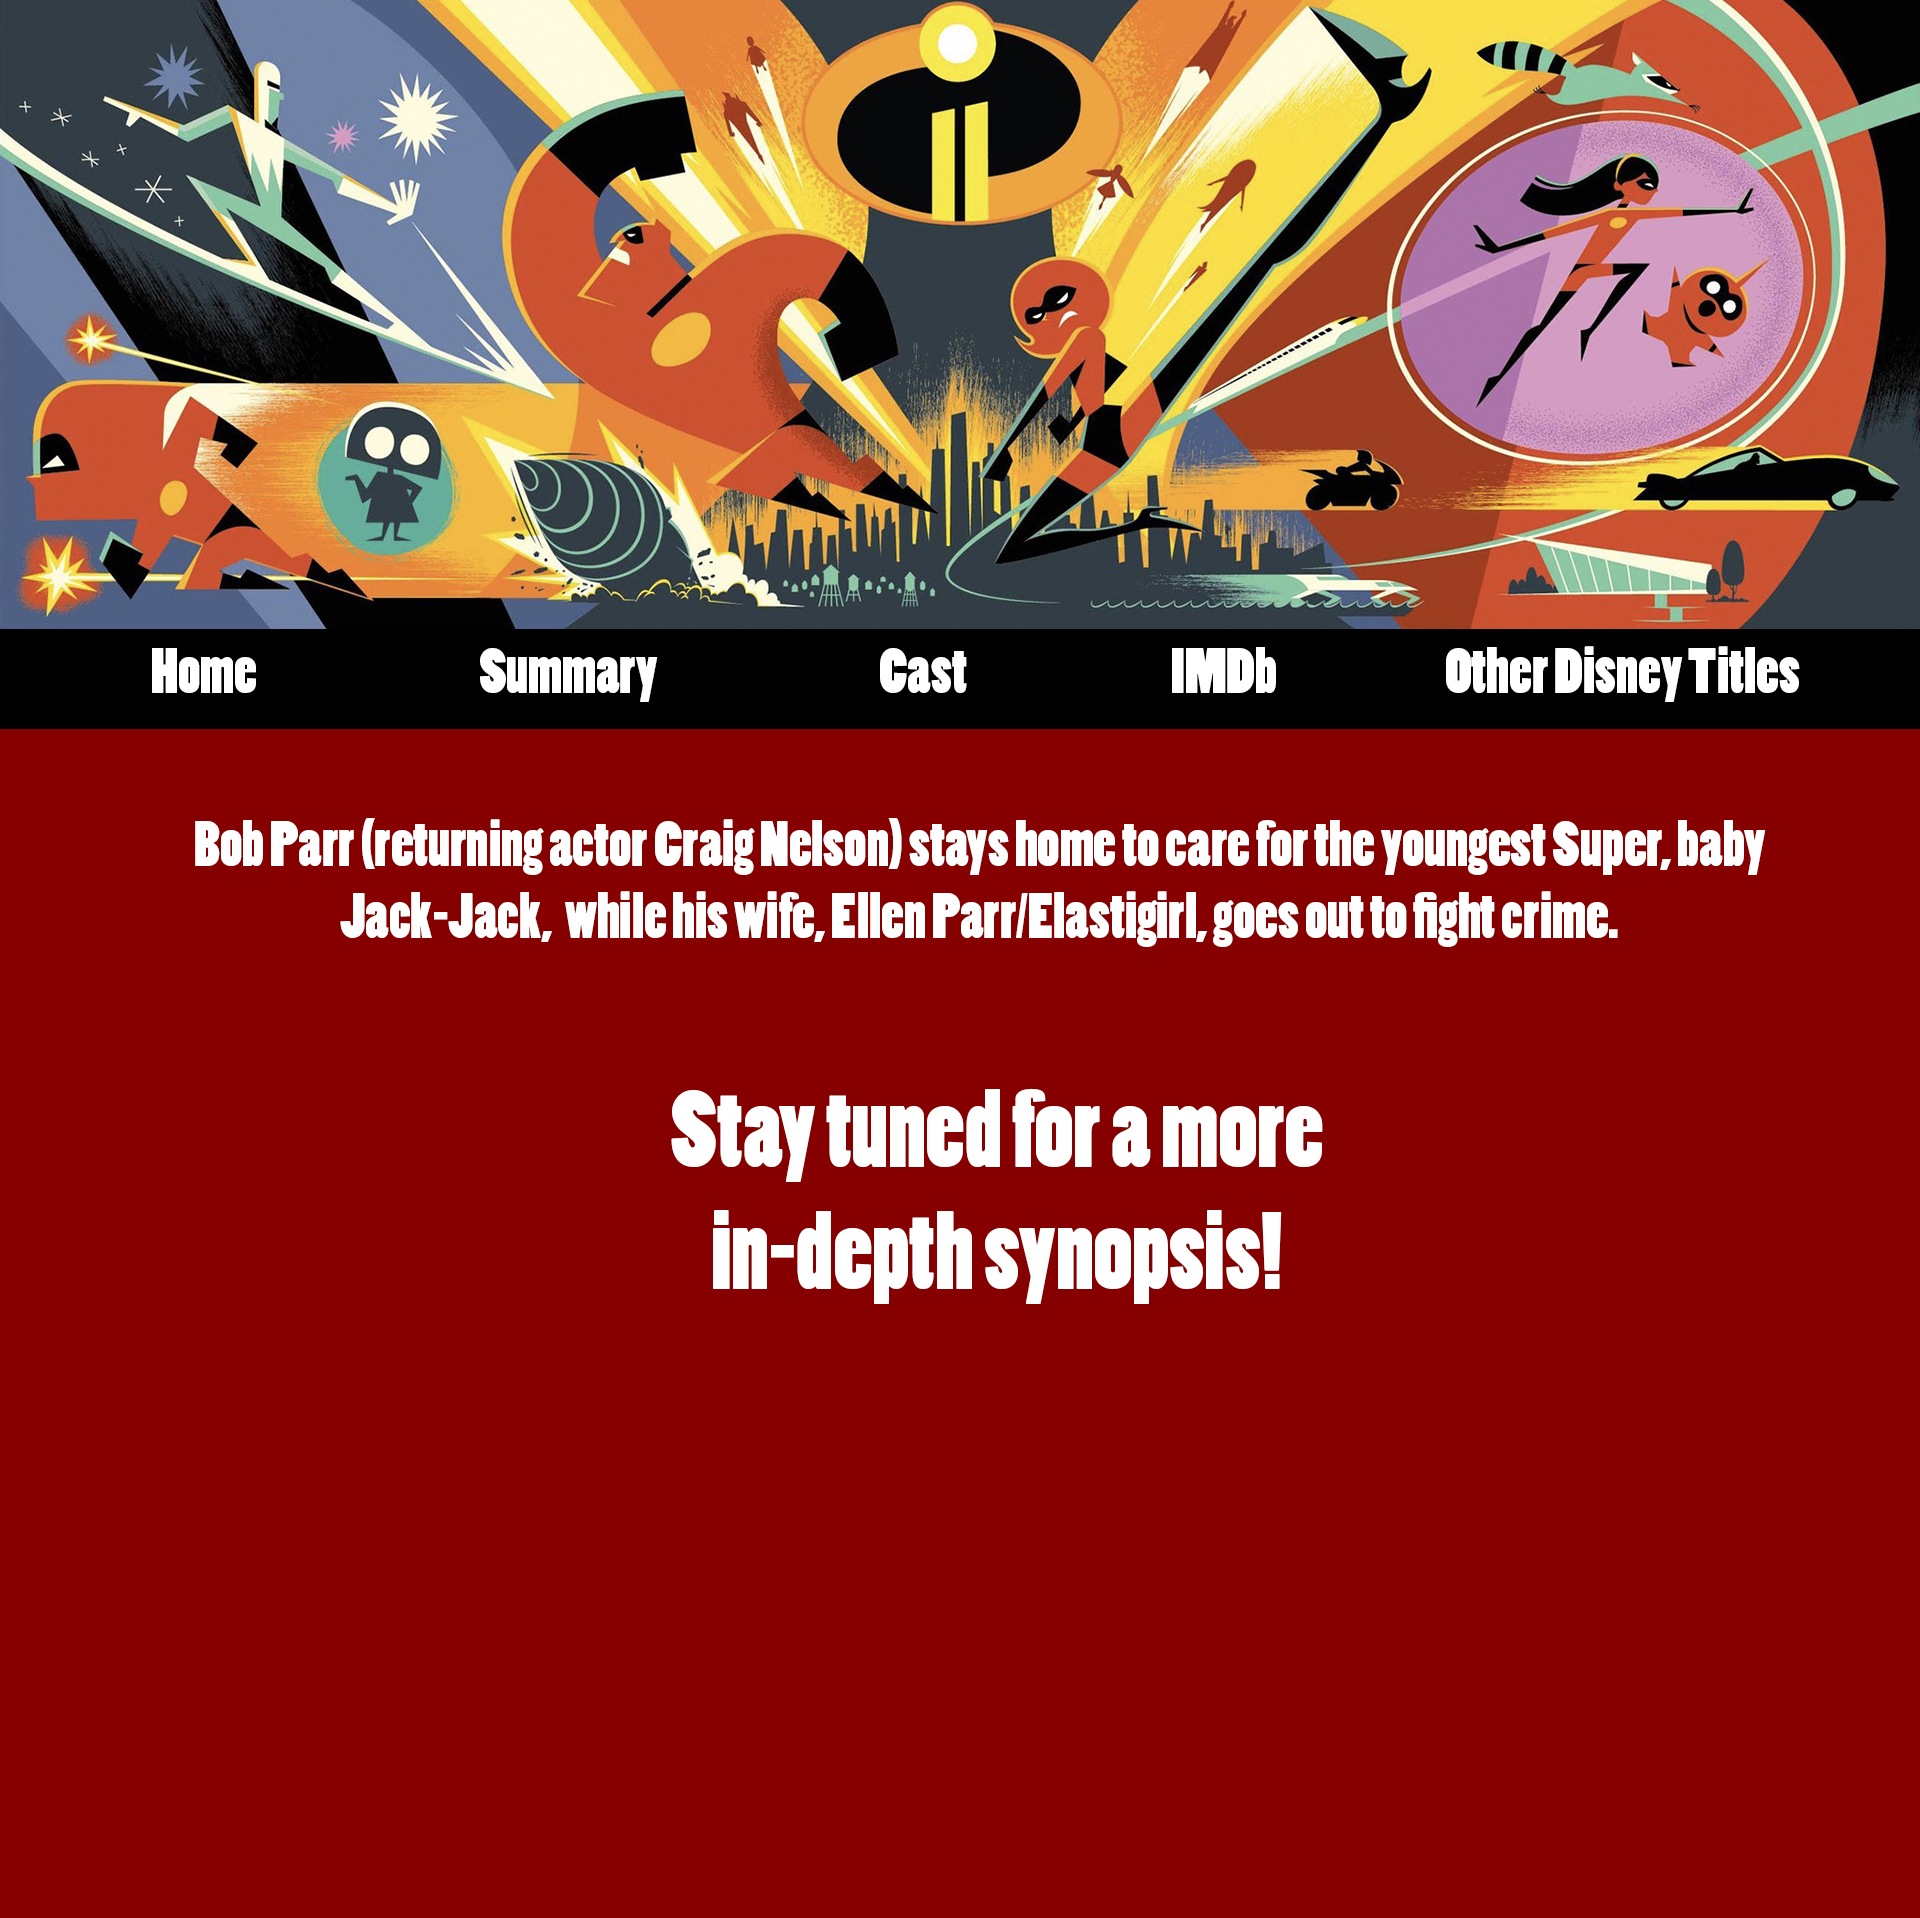 Home Summary Cast IMDb Other Disney Titles
Bob Parr (returning actor Craig Nelson) stays home to care for the youngest Super, baby
Jack-Jack,  while his wife, Ellen Parr/Elastigirl, goes out to fight crime.
Stay tuned for a more
in-depth synopsis!